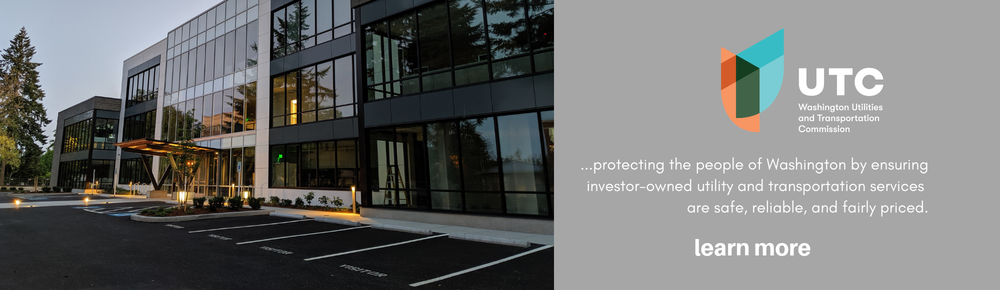 UTC
Washington Utilities
and Transportation
Commission
...protecting the people of Washington by ensuring
investor-owned utility and transportation services
are safe, reliable, and fairly priced.
learn more
VISITOR
VISITOR
VISITOR
VISITOR